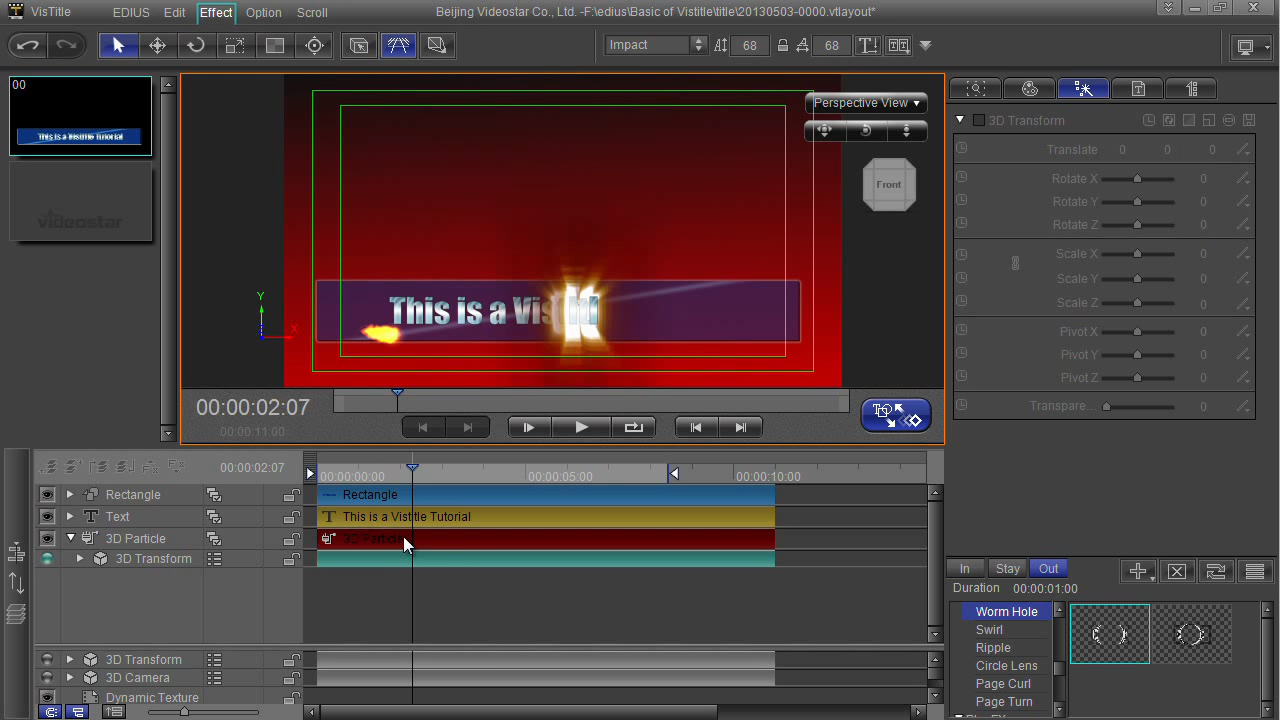 VisTitle EDIUS Edit Effect Option Scroll Beijing Videostar Co., Ltd. -F:\edius\Basic of Vistitle\title\20130503-0000.vtlayout*
Impact 68 68
00
This is a Vistitle Tutorial
videostar
Perspective View
Front
This is a Vis
Y
X
00:00:02:07
00:00:11:00
3D Transform
Translate 0 0 0
Rotate X 0
Rotate Y 0
Rotate Z 0
Scale X 0
Scale Y 0
Scale Z 0
Pivot X 0
Pivot Y 0
Pivot Z 0
Transpare... 0
00:00:02:07
00:00:00:00 00:00:05:00 00:00:10:00
Rectangle Rectangle
Text This is a Vistitle Tutorial
3D Particle 3D Particle
3D Transform
3D Transform
3D Camera
Dynamic Texture
In Stay Out
Duration 00:00:01:00
Worm Hole
Swirl
Ripple
Circle Lens
Page Curl
Page Turn